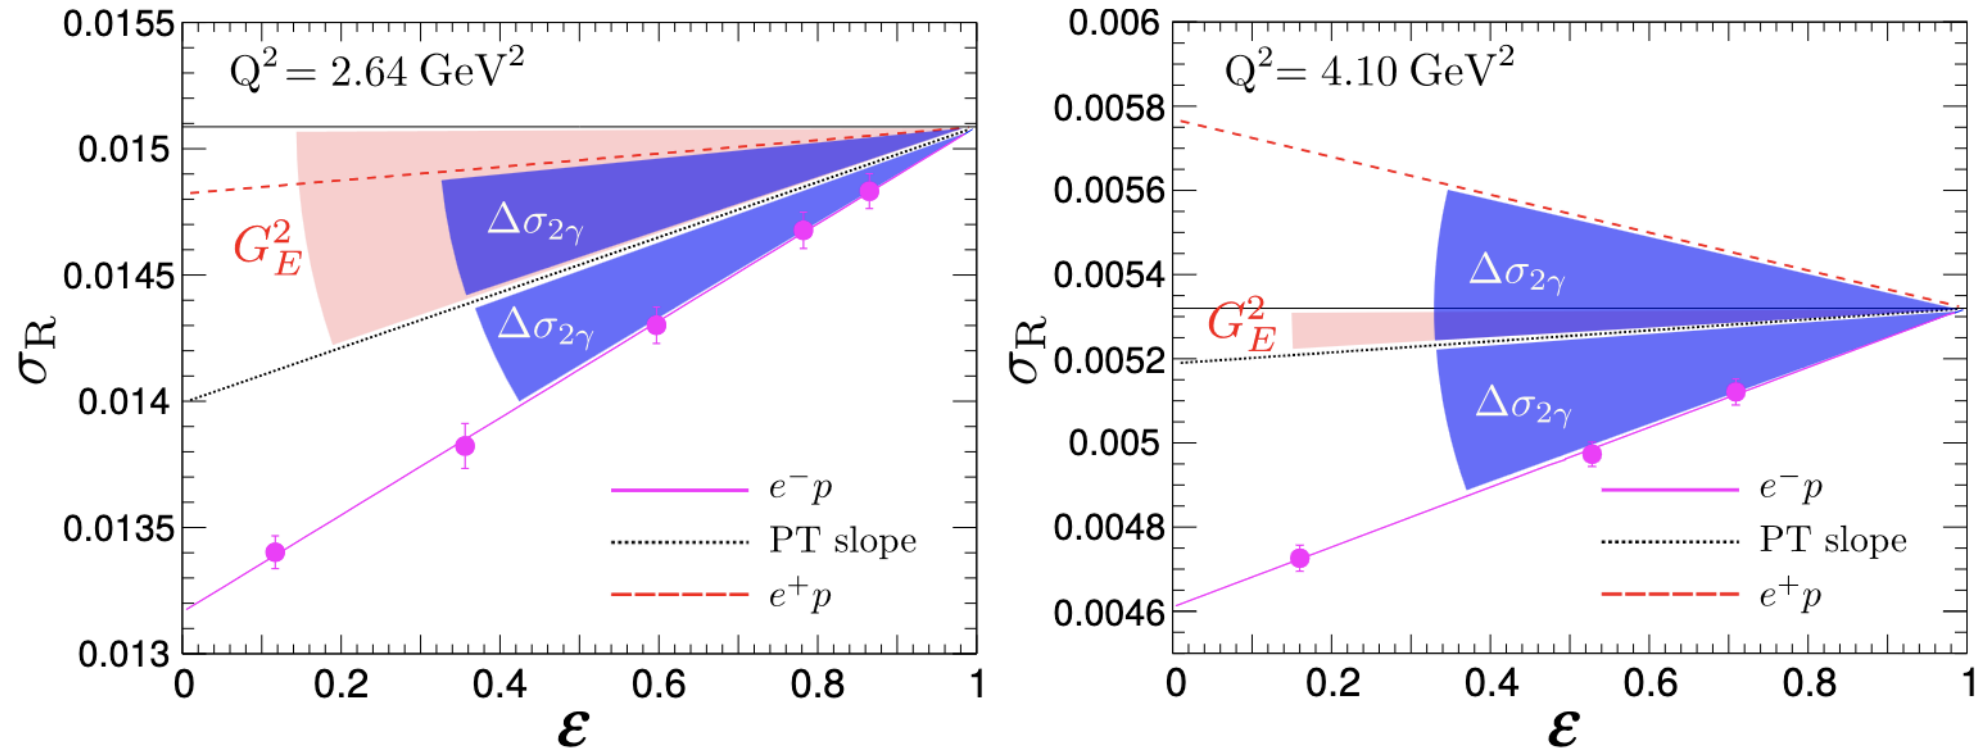 0.0155
Q² = 2.64 GeV²
0.015
0.0145
0.014
0.0135
0.013
σR
G²E
Δσ2γ
Δσ2γ
e⁻p
PT slope
e⁺p
0 0.2 0.4 0.6 0.8 1
ε
0.006
Q²= 4.10 GeV²
0.0058
0.0056
0.0054
0.0052
0.005
0.0048
0.0046
σR
G²E
Δσ2γ
Δσ2γ
e⁻p
PT slope
e⁺p
0 0.2 0.4 0.6 0.8 1
ε